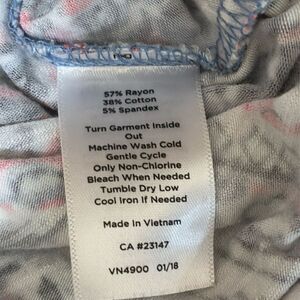 57% Rayon
38% Cotton
5% Spandex
Turn Garment Inside
Out
Machine Wash Cold
Gentle Cycle
Only Non-Chlorine
Bleach When Needed
Tumble Dry Low
Cool Iron If Needed
Made in Vietnam
CA #23147
VN4900 01/18